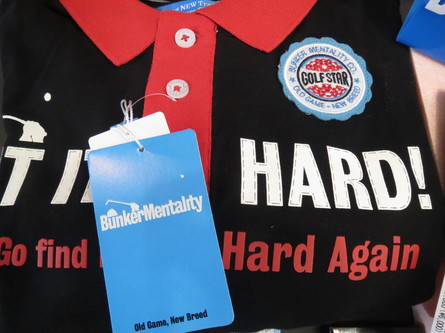 NEW T
BUNKER MENTALITY CO.
GOLF STAR
OLD GAME - NEW BREED
T I HARD!
Go find Hard Again
BunkerMentality
Old Game, New Breed